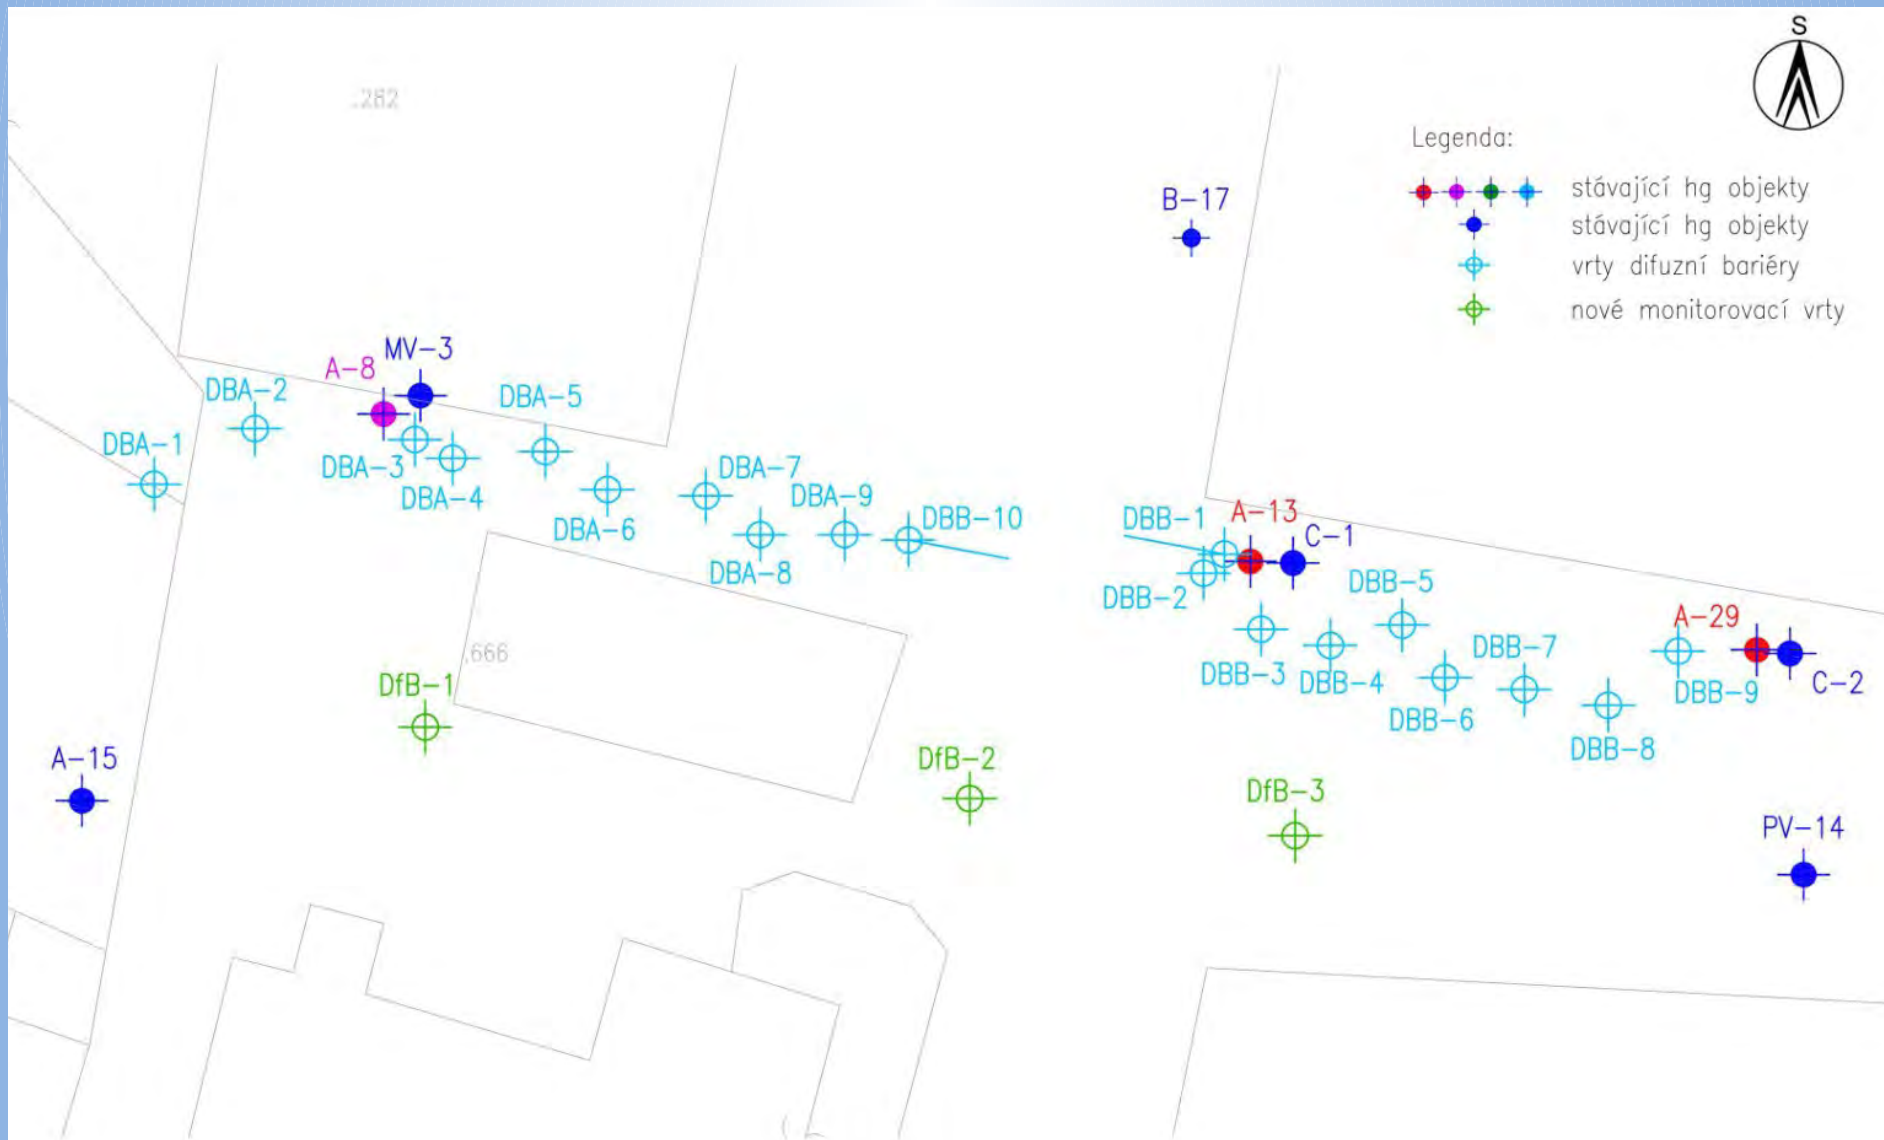 S
.282
Legenda:
stávající hg objekty
B-17
stávající hg objekty
vrty difuzní bariéry
nové monitorovací vrty
MV-3
A-8
DBA-2
DBA-5
DBA-1
DBA-3
DBA-7
DBA-4
DBA-9
DBA-6
DBB-10
DBB-1
A-13
C-1
DBA-8
DBB-5
DBB-2
A-29
DBB-7
.666
DBB-3
DBB-4
DfB-1
DBB-9
C-2
DBB-6
DBB-8
A-15
DfB-2
DfB-3
PV-14